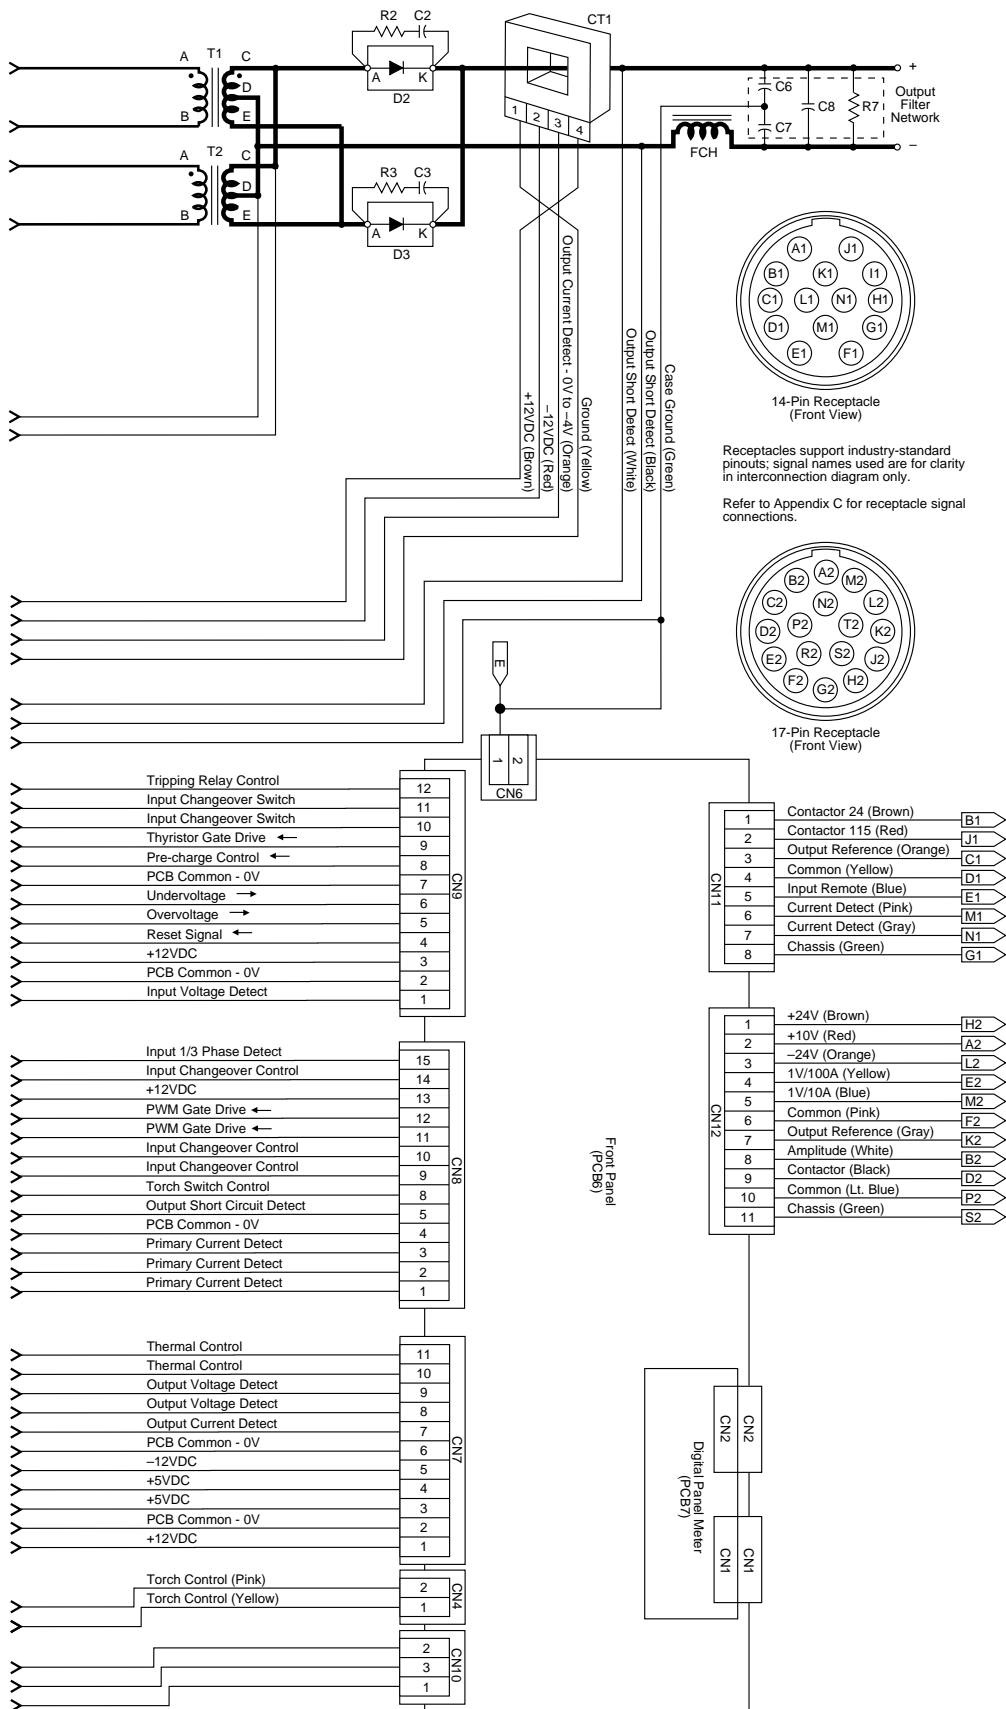 R2 C2
CT1
A T1 C
D
B E
A K
D2
1 2 3 4
C6
C7
C8
R7
+
Output
Filter
Network
–
FCH
A T2 C
D
B E
R3 C3
A K
D3
+12VDC (Brown)
–12VDC (Red)
Output Current Detect - 0V to –4V (Orange)
Ground (Yellow)
Output Short Detect (White)
Output Short Detect (Black)
Case Ground (Green)
A1 J1
B1 K1 I1
C1 L1 N1 H1
D1 M1 G1
E1 F1
14-Pin Receptacle
(Front View)
Receptacles support industry-standard
pinouts; signal names used are for clarity
in interconnection diagram only.
Refer to Appendix C for receptacle signal
connections.
B2 A2 M2
C2 N2 L2
D2 P2 T2 K2
E2 R2 S2 J2
F2 G2 H2
17-Pin Receptacle
(Front View)
E
1 2
CN6
Tripping Relay Control 12
Input Changeover Switch 11
Input Changeover Switch 10
Thyristor Gate Drive ← 9
Pre-charge Control ← 8
PCB Common - 0V 7
Undervoltage → 6
Overvoltage → 5
Reset Signal ← 4
+12VDC 3
PCB Common - 0V 2
Input Voltage Detect 1
CN9
1 Contactor 24 (Brown) B1
2 Contactor 115 (Red) J1
3 Output Reference (Orange) C1
4 Common (Yellow) D1
5 Input Remote (Blue) E1
6 Current Detect (Pink) M1
7 Current Detect (Gray) N1
8 Chassis (Green) G1
CN11
Input 1/3 Phase Detect 15
Input Changeover Control 14
+12VDC 13
PWM Gate Drive ← 12
PWM Gate Drive ← 11
Input Changeover Control 10
Input Changeover Control 9
Torch Switch Control 8
Output Short Circuit Detect 5
PCB Common - 0V 4
Primary Current Detect 3
Primary Current Detect 2
Primary Current Detect 1
CN8
1 +24V (Brown) H2
2 +10V (Red) A2
3 –24V (Orange) L2
4 1V/100A (Yellow) E2
5 1V/10A (Blue) M2
6 Common (Pink) F2
7 Output Reference (Gray) K2
8 Amplitude (White) B2
9 Contactor (Black) D2
10 Common (Lt. Blue) P2
11 Chassis (Green) S2
CN12
Front Panel
(PCB6)
Thermal Control 11
Thermal Control 10
Output Voltage Detect 9
Output Voltage Detect 8
Output Current Detect 7
PCB Common - 0V 6
–12VDC 5
+5VDC 4
+5VDC 3
PCB Common - 0V 2
+12VDC 1
CN7
Digital Panel Meter
(PCB7)
CN2 CN2
CN1 CN1
Torch Control (Pink) 2
Torch Control (Yellow) 1
CN4
2
3
1
CN10